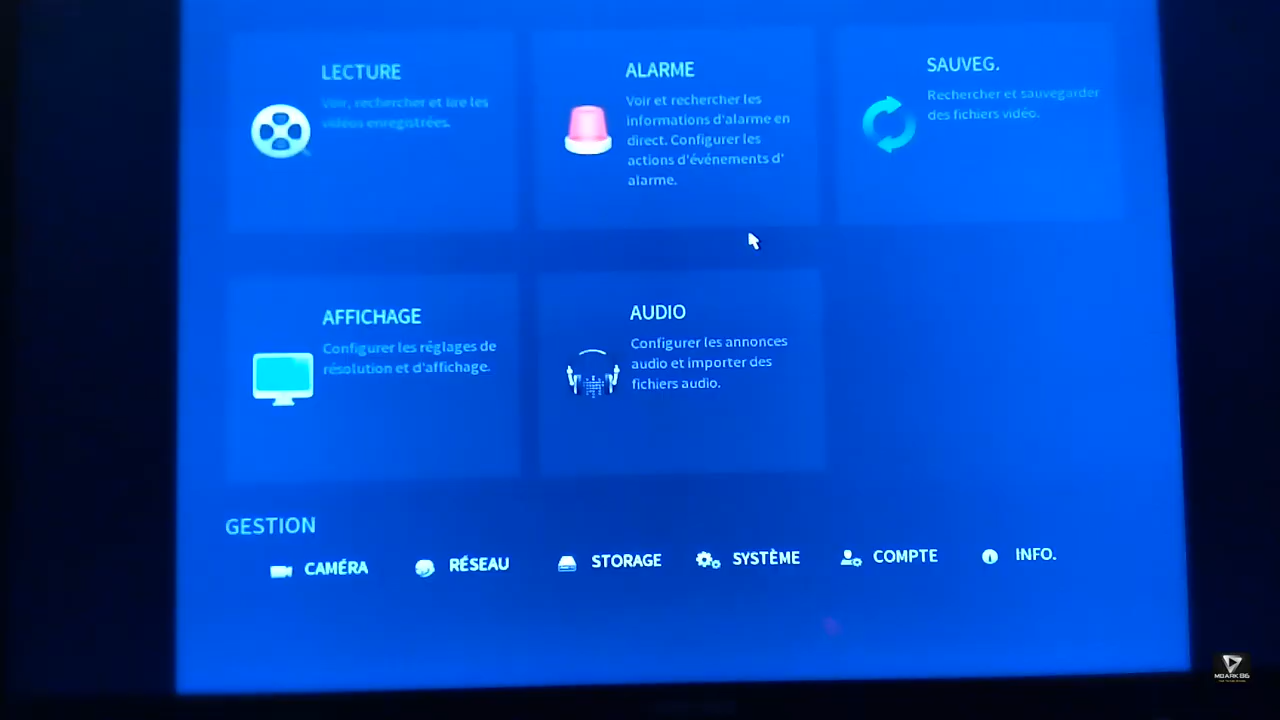 LECTURE
Voir, rechercher et lire les
vidéos enregistrées.
ALARME
Voir et rechercher les
informations d'alarme en
direct. Configurer les
actions d'événements d'
alarme.
SAUVEG.
Rechercher et sauvegarder
des fichiers vidéo.
AFFICHAGE
Configurer les réglages de
résolution et d'affichage.
AUDIO
Configurer les annonces
audio et importer des
fichiers audio.
GESTION
CAMÉRA RÉSEAU STORAGE SYSTÈME COMPTE INFO.